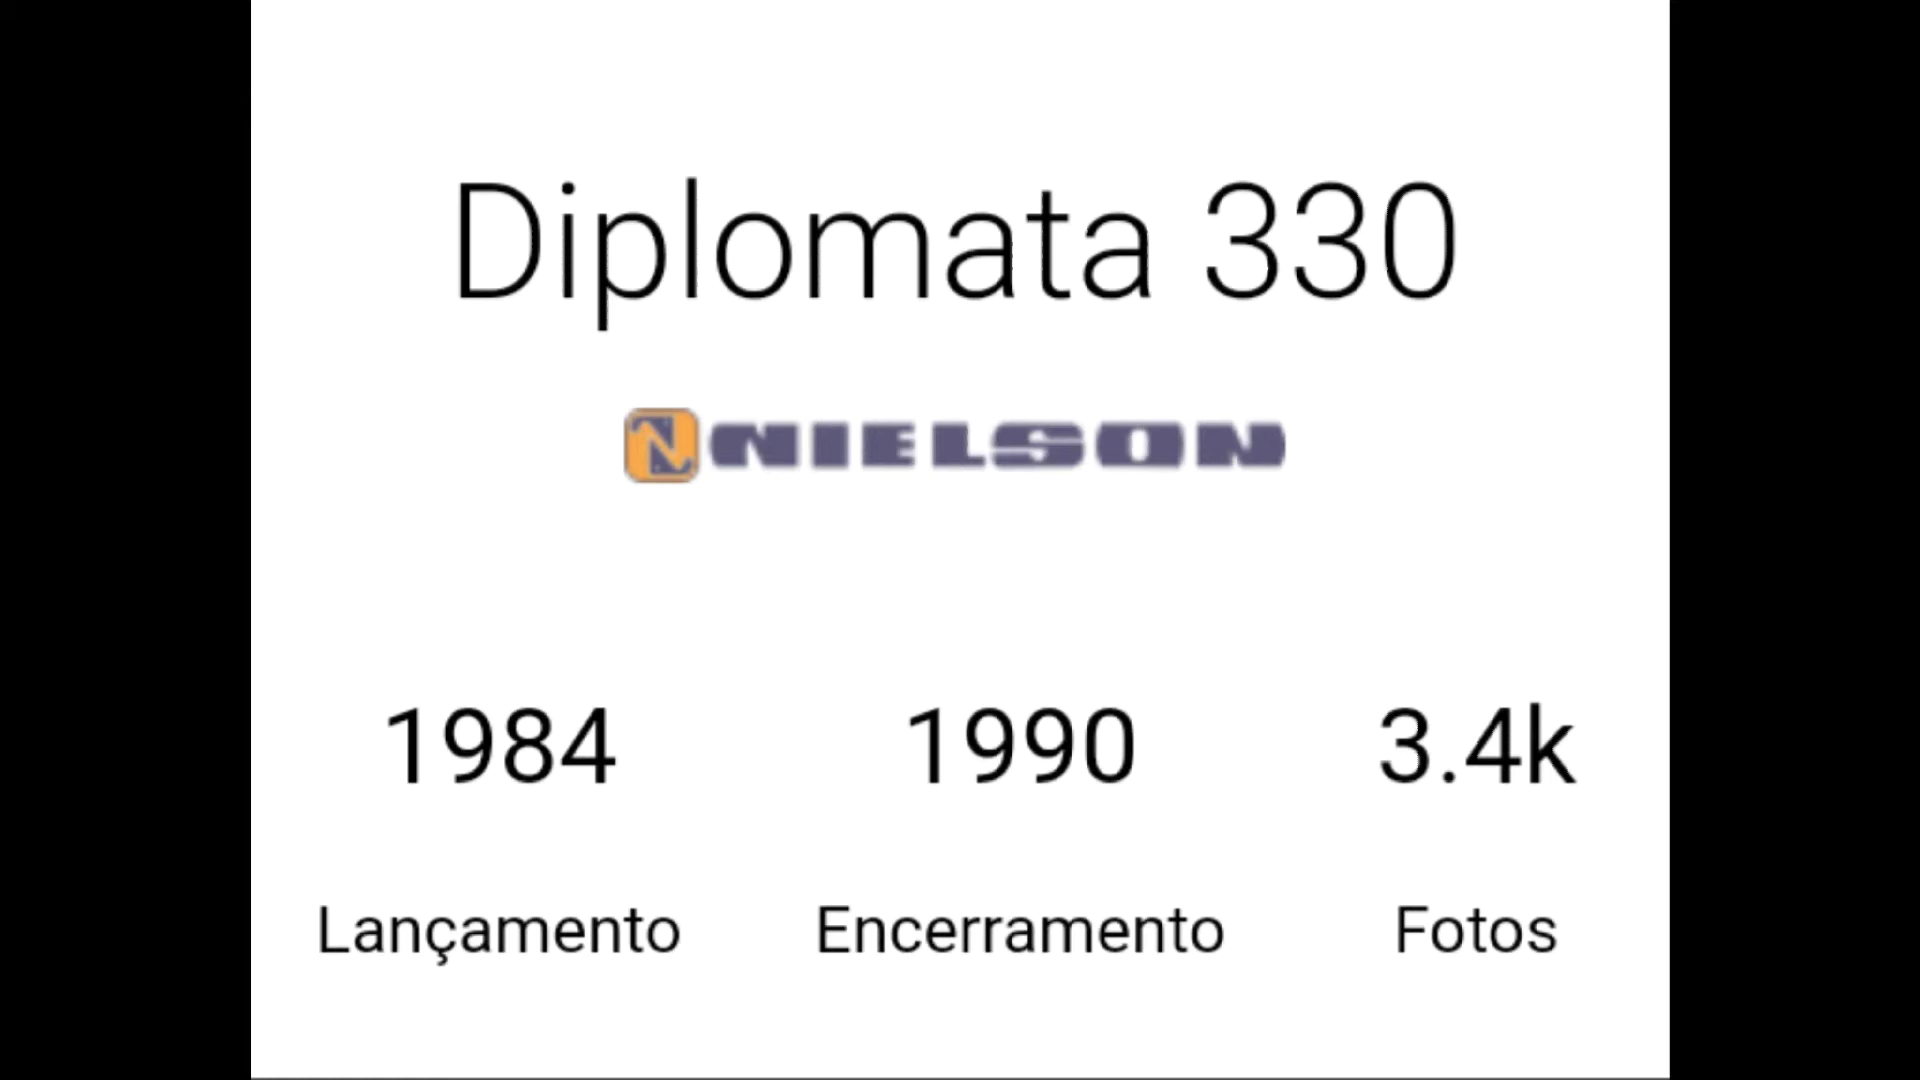 Diplomata 330
NIELSON
1984 1990 3.4k
Lançamento Encerramento Fotos